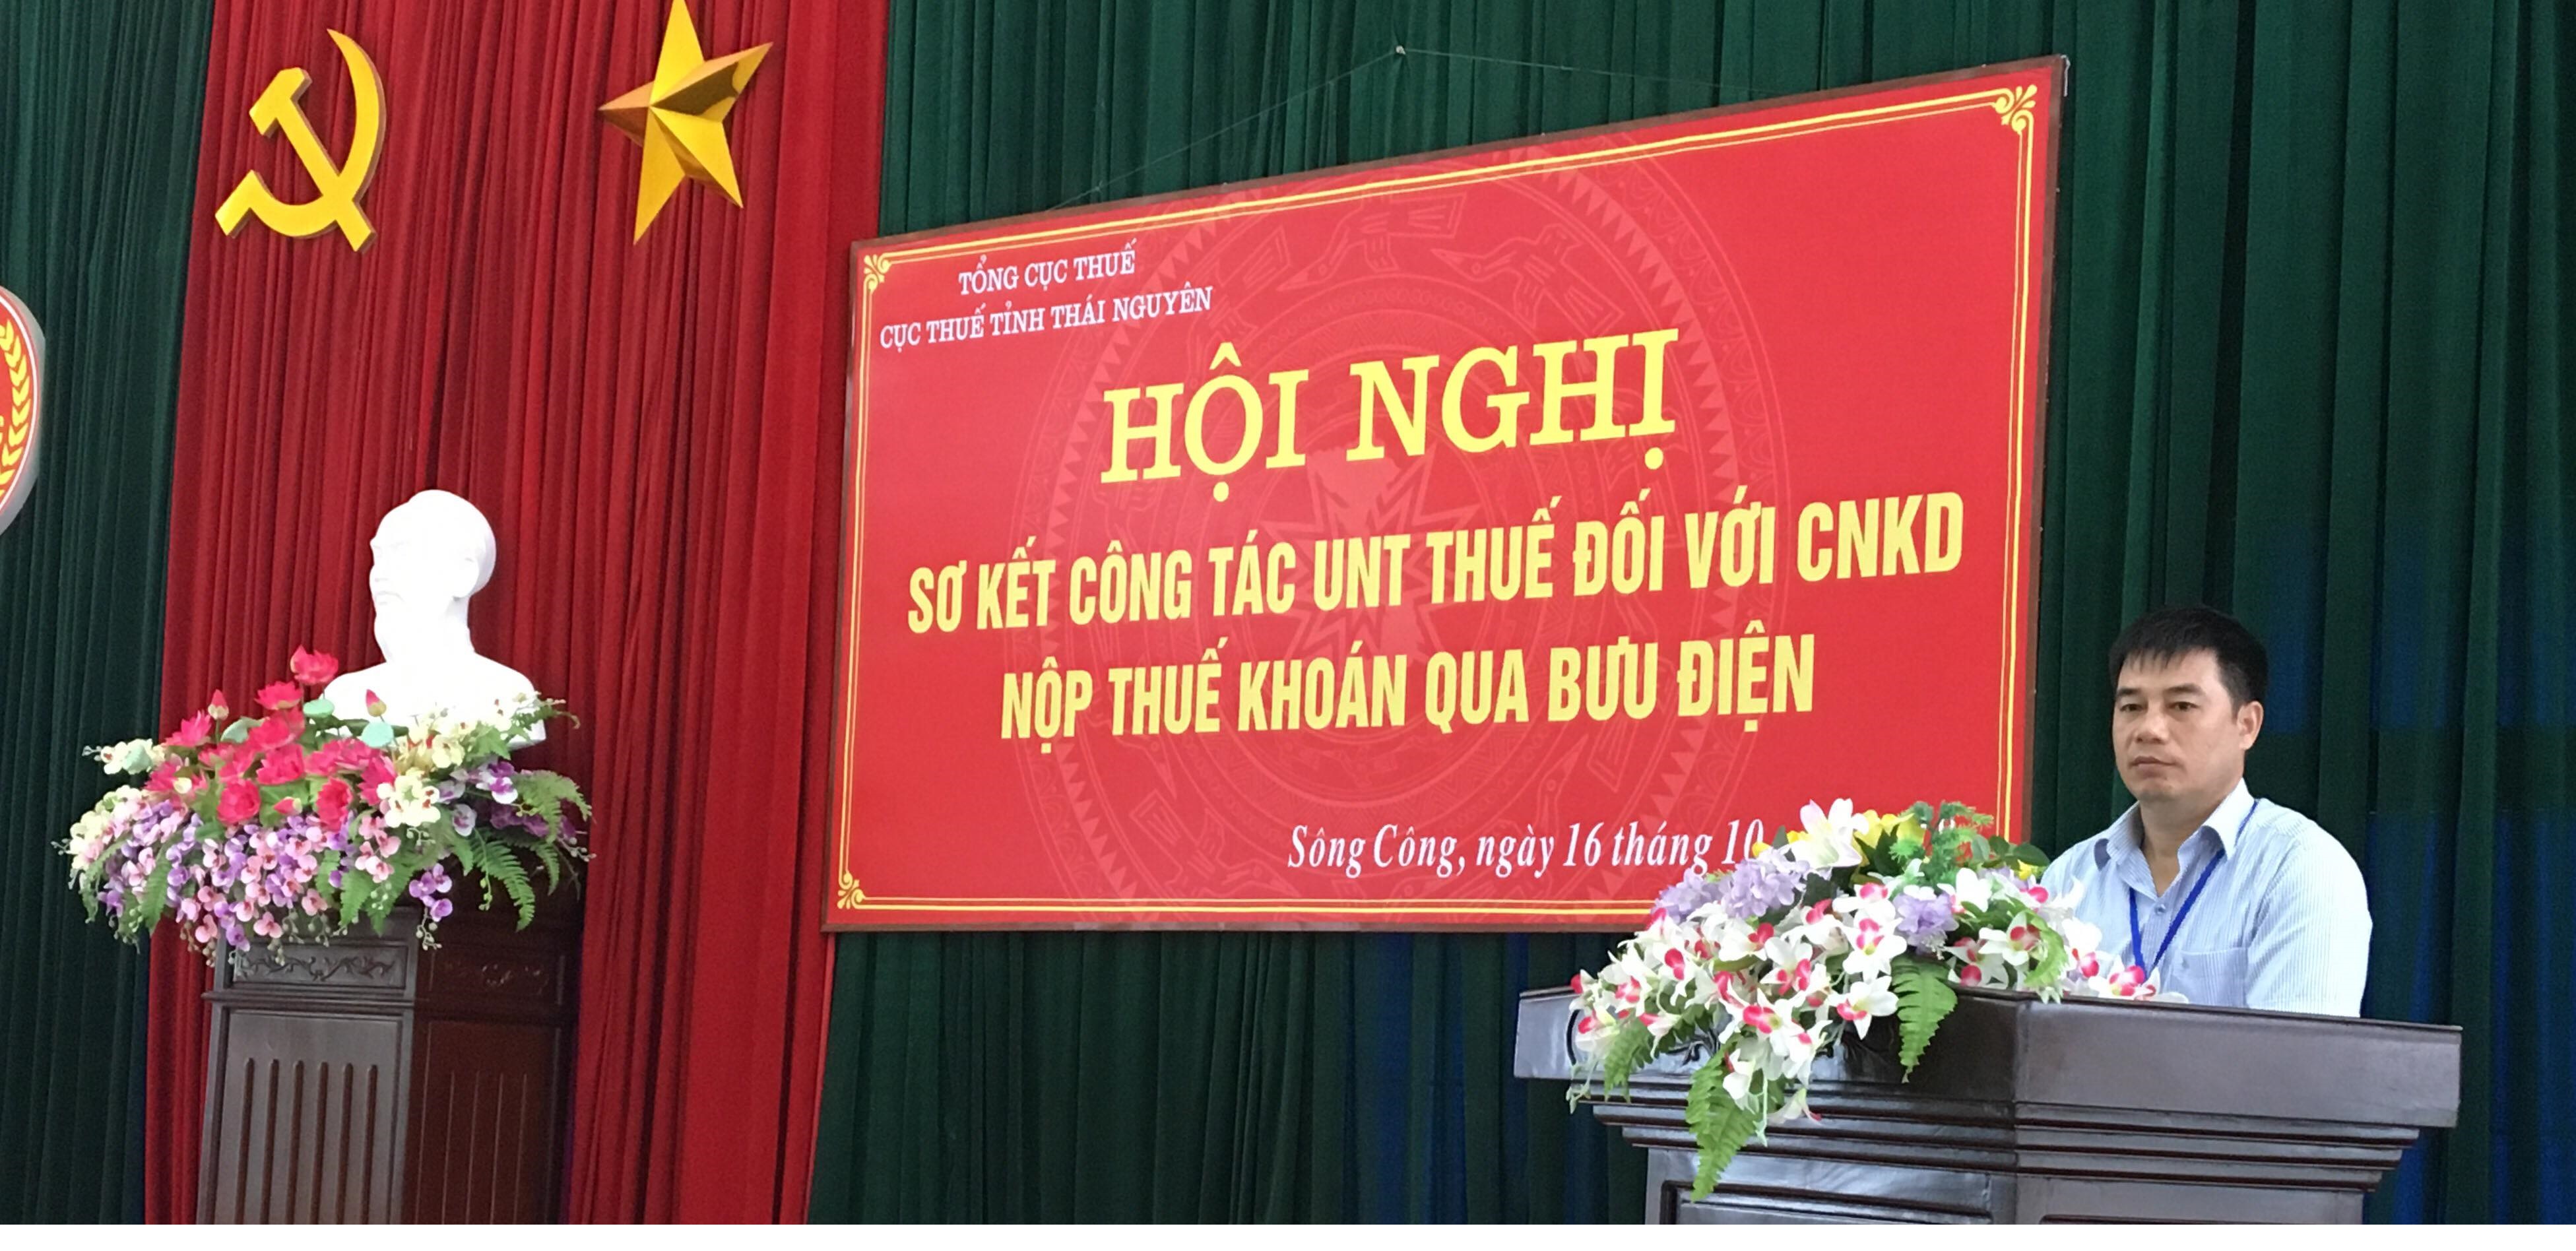 TỔNG CỤC THUẾ
CỤC THUẾ TỈNH THÁI NGUYÊN
HỘI NGHỊ
SƠ KẾT CÔNG TÁC UNT THUẾ ĐỐI VỚI CNKD
NỘP THUẾ KHOÁN QUA BƯU ĐIỆN
Sông Công, ngày 16 tháng 10